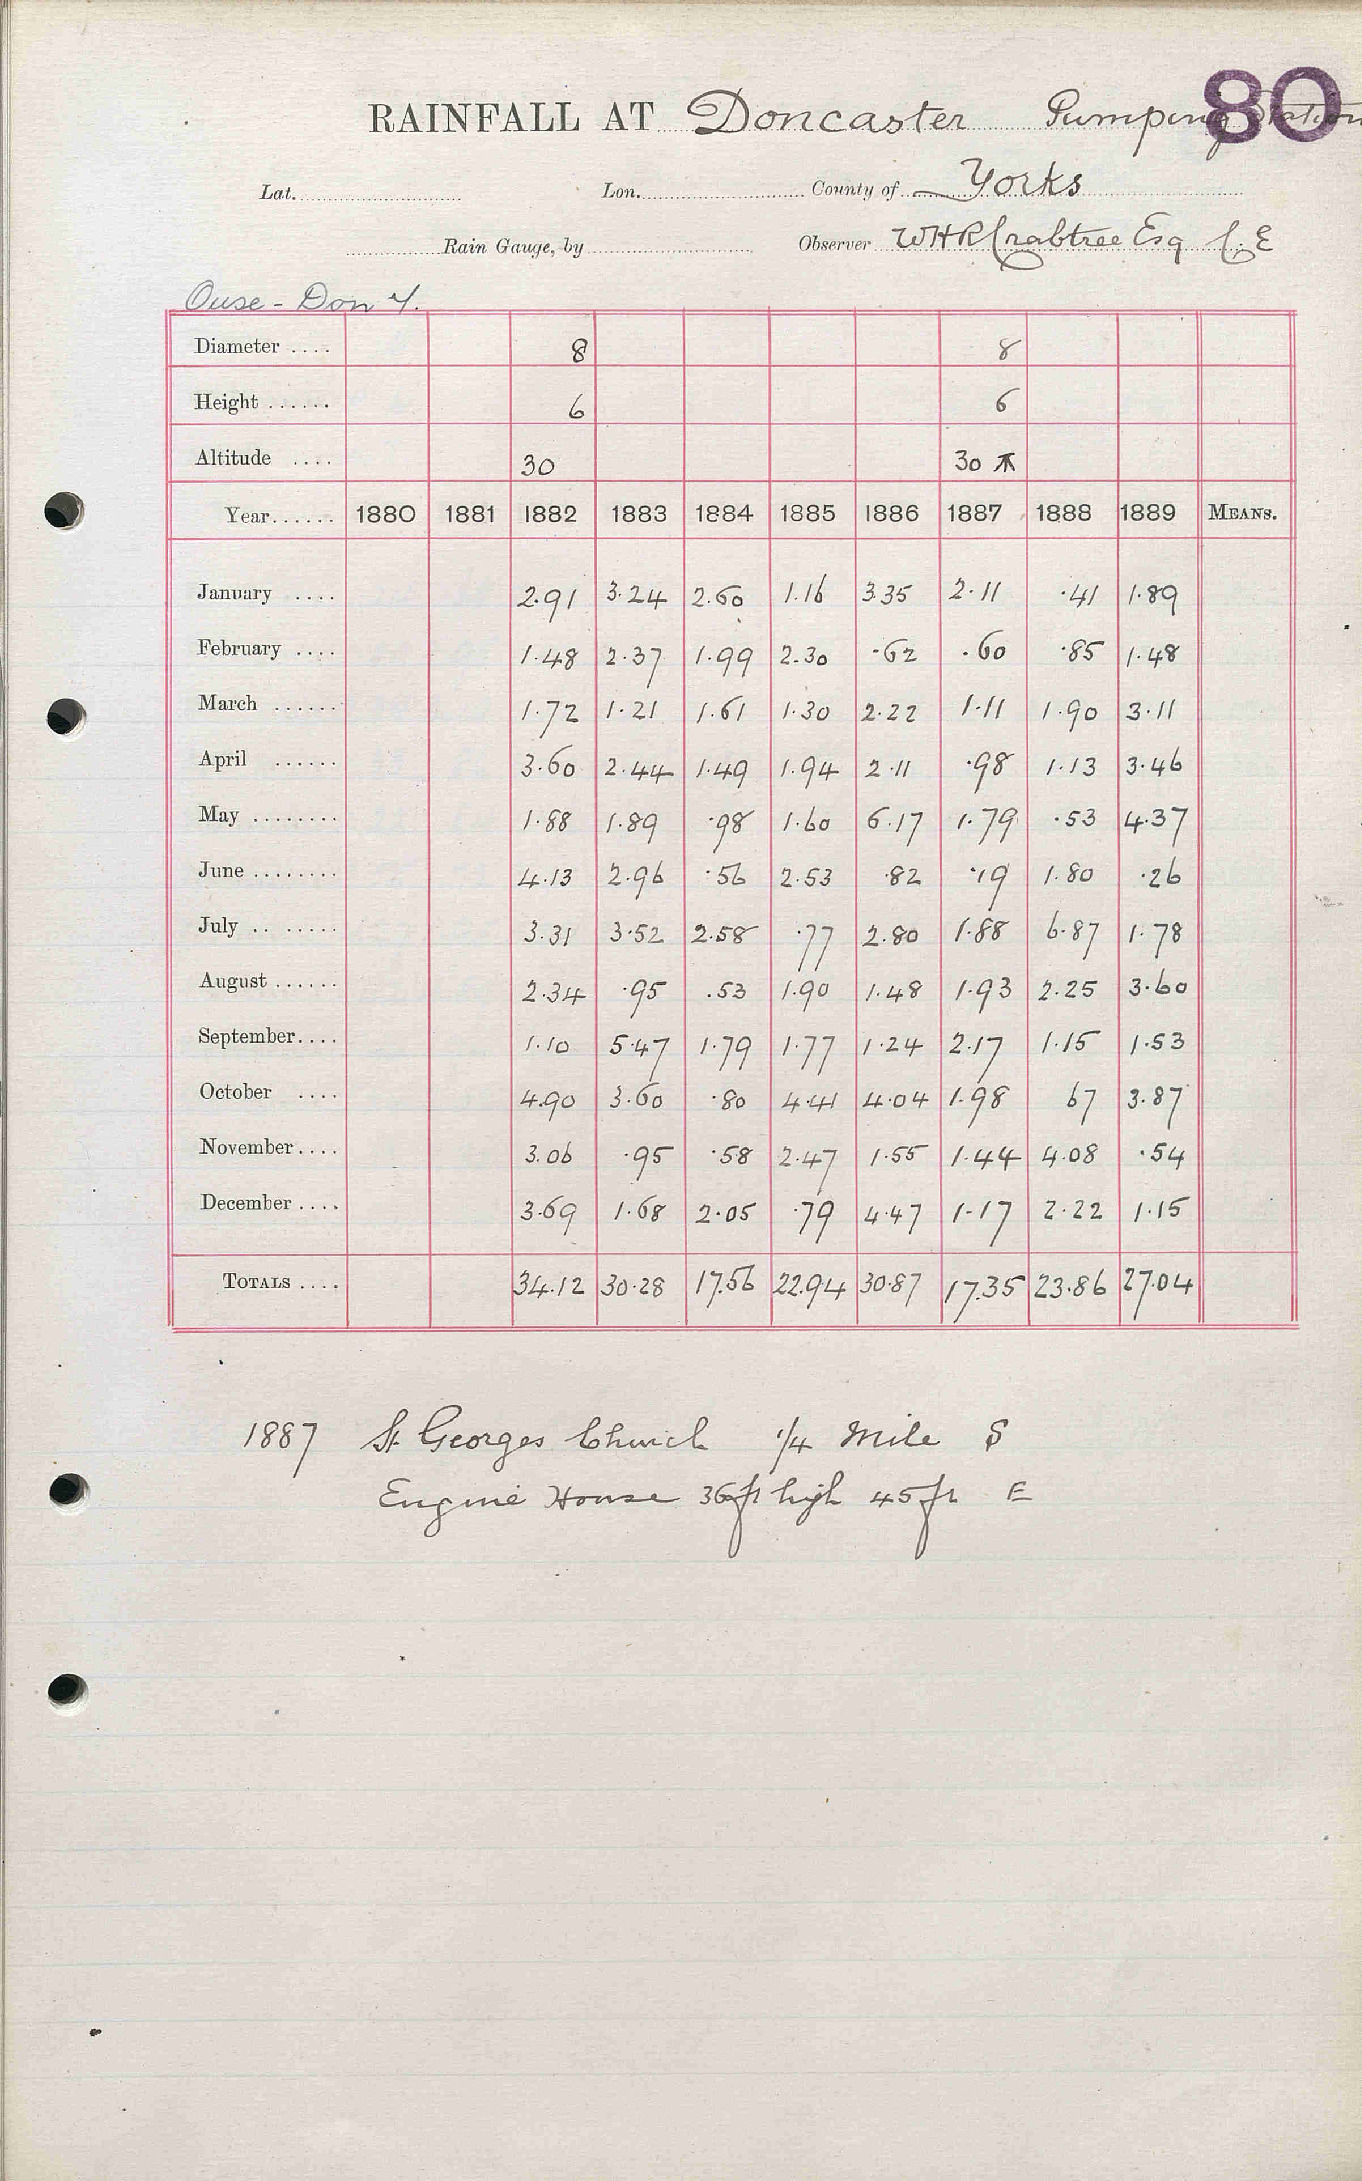 80
RAINFALL AT Doncaster Pumping Station
Lat. Lon. County of Yorks
Rain Gauge, by Observer WHR Crabtree Esq C.E
Ouse - Don 4.
Diameter .... 8 8
Height ...... 6 6
Altitude .... 30 30
Year...... 1880 1881 1882 1883 1884 1885 1886 1887 1888 1889 MEANS.
January .... 2.91 3.24 2.60 1.16 3.35 2.11 .41 1.89
February .... 1.48 2.37 1.99 2.30 .62 .60 .85 1.48
March ...... 1.72 1.21 1.61 1.30 2.22 1.11 1.90 3.11
April ...... 3.60 2.44 1.49 1.94 2.11 .98 1.13 3.46
May ........ 1.88 1.89 .98 1.60 6.17 1.79 .53 4.37
June ........ 4.13 2.96 .56 2.53 .82 .19 1.80 .26
July .. ..... 3.31 3.52 2.58 .77 2.80 1.88 6.87 1.78
August ...... 2.34 .95 .53 1.90 1.48 1.93 2.25 3.60
September.... 1.10 5.47 1.79 1.77 1.24 2.17 1.15 1.53
October .... 4.90 3.60 .80 4.41 4.04 1.98 67 3.87
November.... 3.06 .95 .58 2.47 1.55 1.44 4.08 .54
December .... 3.69 1.68 2.05 .79 4.47 1.17 2.22 1.15
TOTALS .... 34.12 30.28 17.56 22.94 30.87 17.35 23.86 27.04
1887 St Georges Church 1/4 Mile S
Engine House 36ft high 45ft E